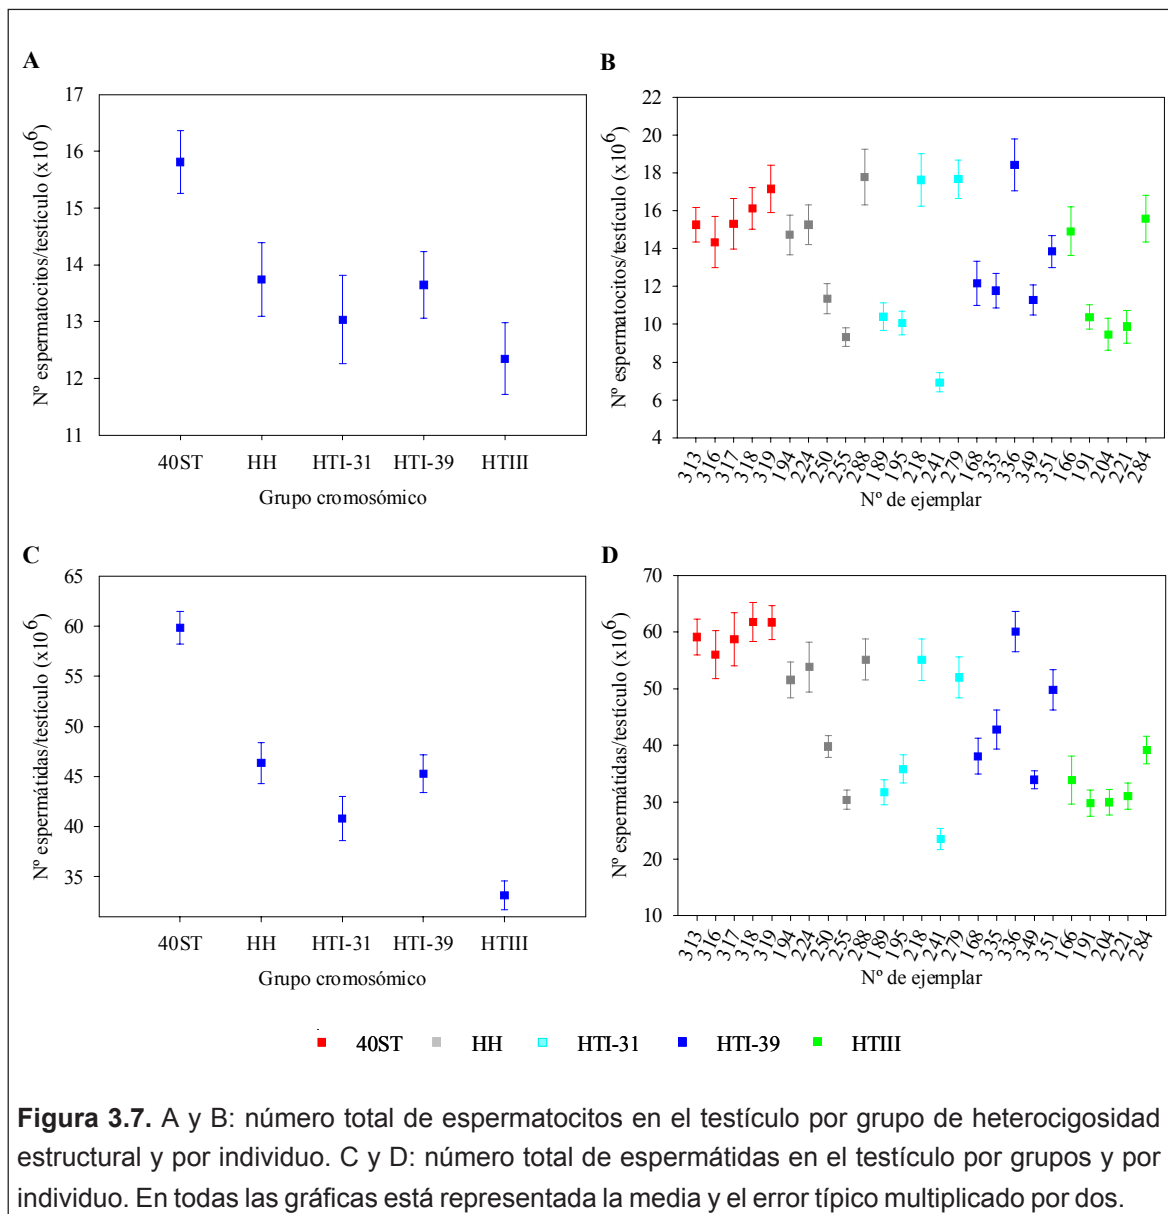 A
Nº espermatocitos/testículo (x10⁶)
17
16
15
14
13
12
11
40ST HH HTI-31 HTI-39 HTIII
Grupo cromosómico
B
Nº espermatocitos/testículo (x10⁶)
22
20
18
16
14
12
10
8
6
4
313 316 317 318 319 194 224 250 255 288 189 195 218 241 279 168 335 336 349 351 166 191 204 221 284
Nº de ejemplar
C
Nº espermátidas/testículo (x10⁶)
65
60
55
50
45
40
35
40ST HH HTI-31 HTI-39 HTIII
Grupo cromosómico
D
Nº espermátidas/testículo (x10⁶)
70
60
50
40
30
20
10
313 316 317 318 319 194 224 250 255 288 189 195 218 241 279 168 335 336 349 351 166 191 204 221 284
Nº de ejemplar
40ST HH HTI-31 HTI-39 HTIII
Figura 3.7. A y B: número total de espermatocitos en el testículo por grupo de heterocigosidad
estructural y por individuo. C y D: número total de espermátidas en el testículo por grupos y por
individuo. En todas las gráficas está representada la media y el error típico multiplicado por dos.